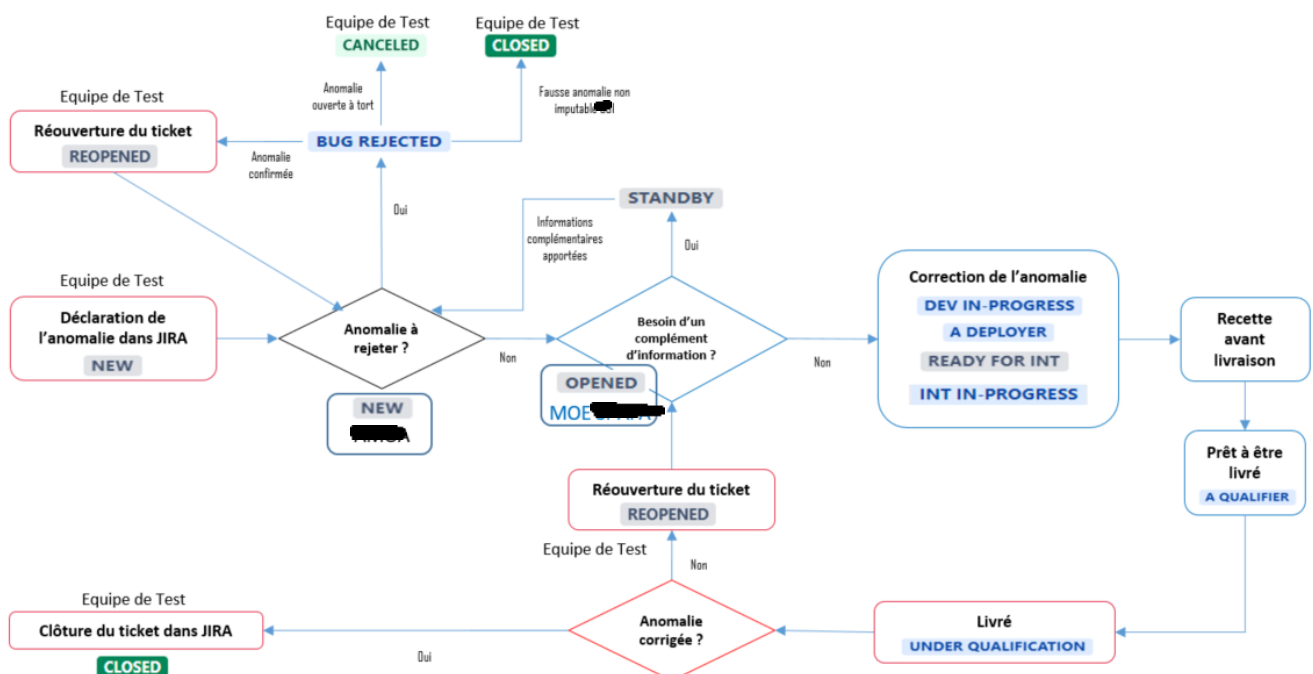 Equipe de Test
CANCELED
Equipe de Test
CLOSED
Anomalie
ouverte à tort
Fausse anomalie non
imputable
Equipe de Test
Réouverture du ticket
REOPENED
Anomalie
confirmée
BUG REJECTED
Oui
STANDBY
Informations
complémentaires
apportées
Oui
Equipe de Test
Déclaration de
l'anomalie dans JIRA
NEW
Anomalie à
rejeter ?
Non
NEW
Besoin d'un
complément
d'information ?
Non
OPENED
MOE
Correction de l'anomalie
DEV IN-PROGRESS
A DEPLOYER
READY FOR INT
INT IN-PROGRESS
Recette
avant
livraison
Prêt à être
livré
A QUALIFIER
Réouverture du ticket
REOPENED
Equipe de Test
Non
Equipe de Test
Clôture du ticket dans JIRA
CLOSED
Oui
Anomalie
corrigée ?
Livré
UNDER QUALIFICATION